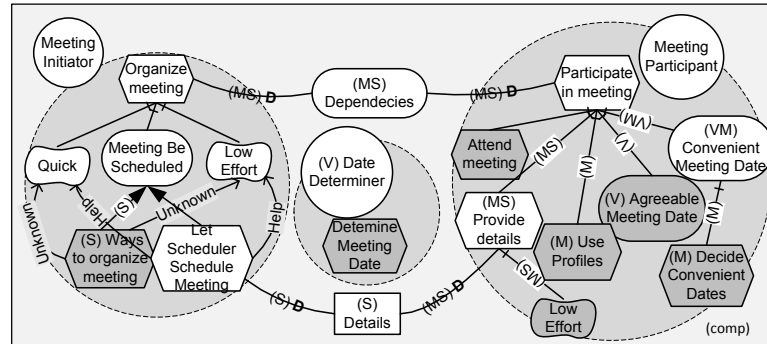 Meeting
Initiator
Organize
meeting
(MS) D
(MS)
Dependecies
(MS) D
Participate
in meeting
Meeting
Participant
Quick
Meeting Be
Scheduled
Low
Effort
(V) Date
Determiner
Attend
meeting
(MS)
(M)
(V)
(VM)
(VM)
Convenient
Meeting Date
Unknown
Help
(S)
Unknown
Help
(S) Ways
to organize
meeting
Let
Scheduler
Schedule
Meeting
Detemine
Meeting
Date
(MS)
Provide
details
(M) Use
Profiles
(V) Agreeable
Meeting Date
(M)
(M) Decide
Convenient
Dates
(S) D
(S)
Details
(MS) D
(MS)
Low
Effort
(comp)